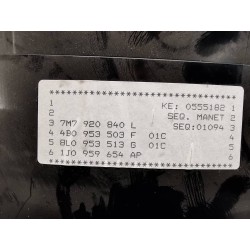 1 KE: 0555182 1
2 SEQ. MANET 2
3 7M7 920 840 L SEQ:01094 3
4 4B0 953 503 F 01C 4
5 8L0 953 513 G 01C 5
6 1J0 959 654 AP 6